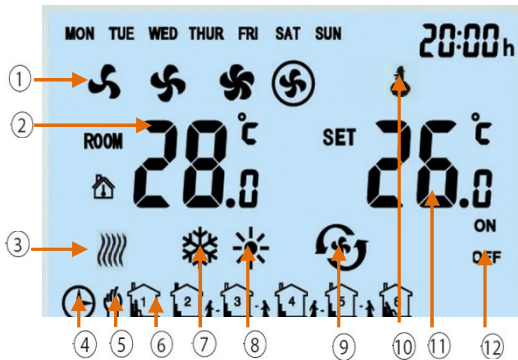 MON TUE WED THUR FRI SAT SUN 20:00h
①
② ROOM 28.0 °C SET 26.0 °C
③ ON
OFF
1 2 3 4 5 6
④ ⑤ ⑥ ⑦ ⑧ ⑨ ⑩ ⑪ ⑫